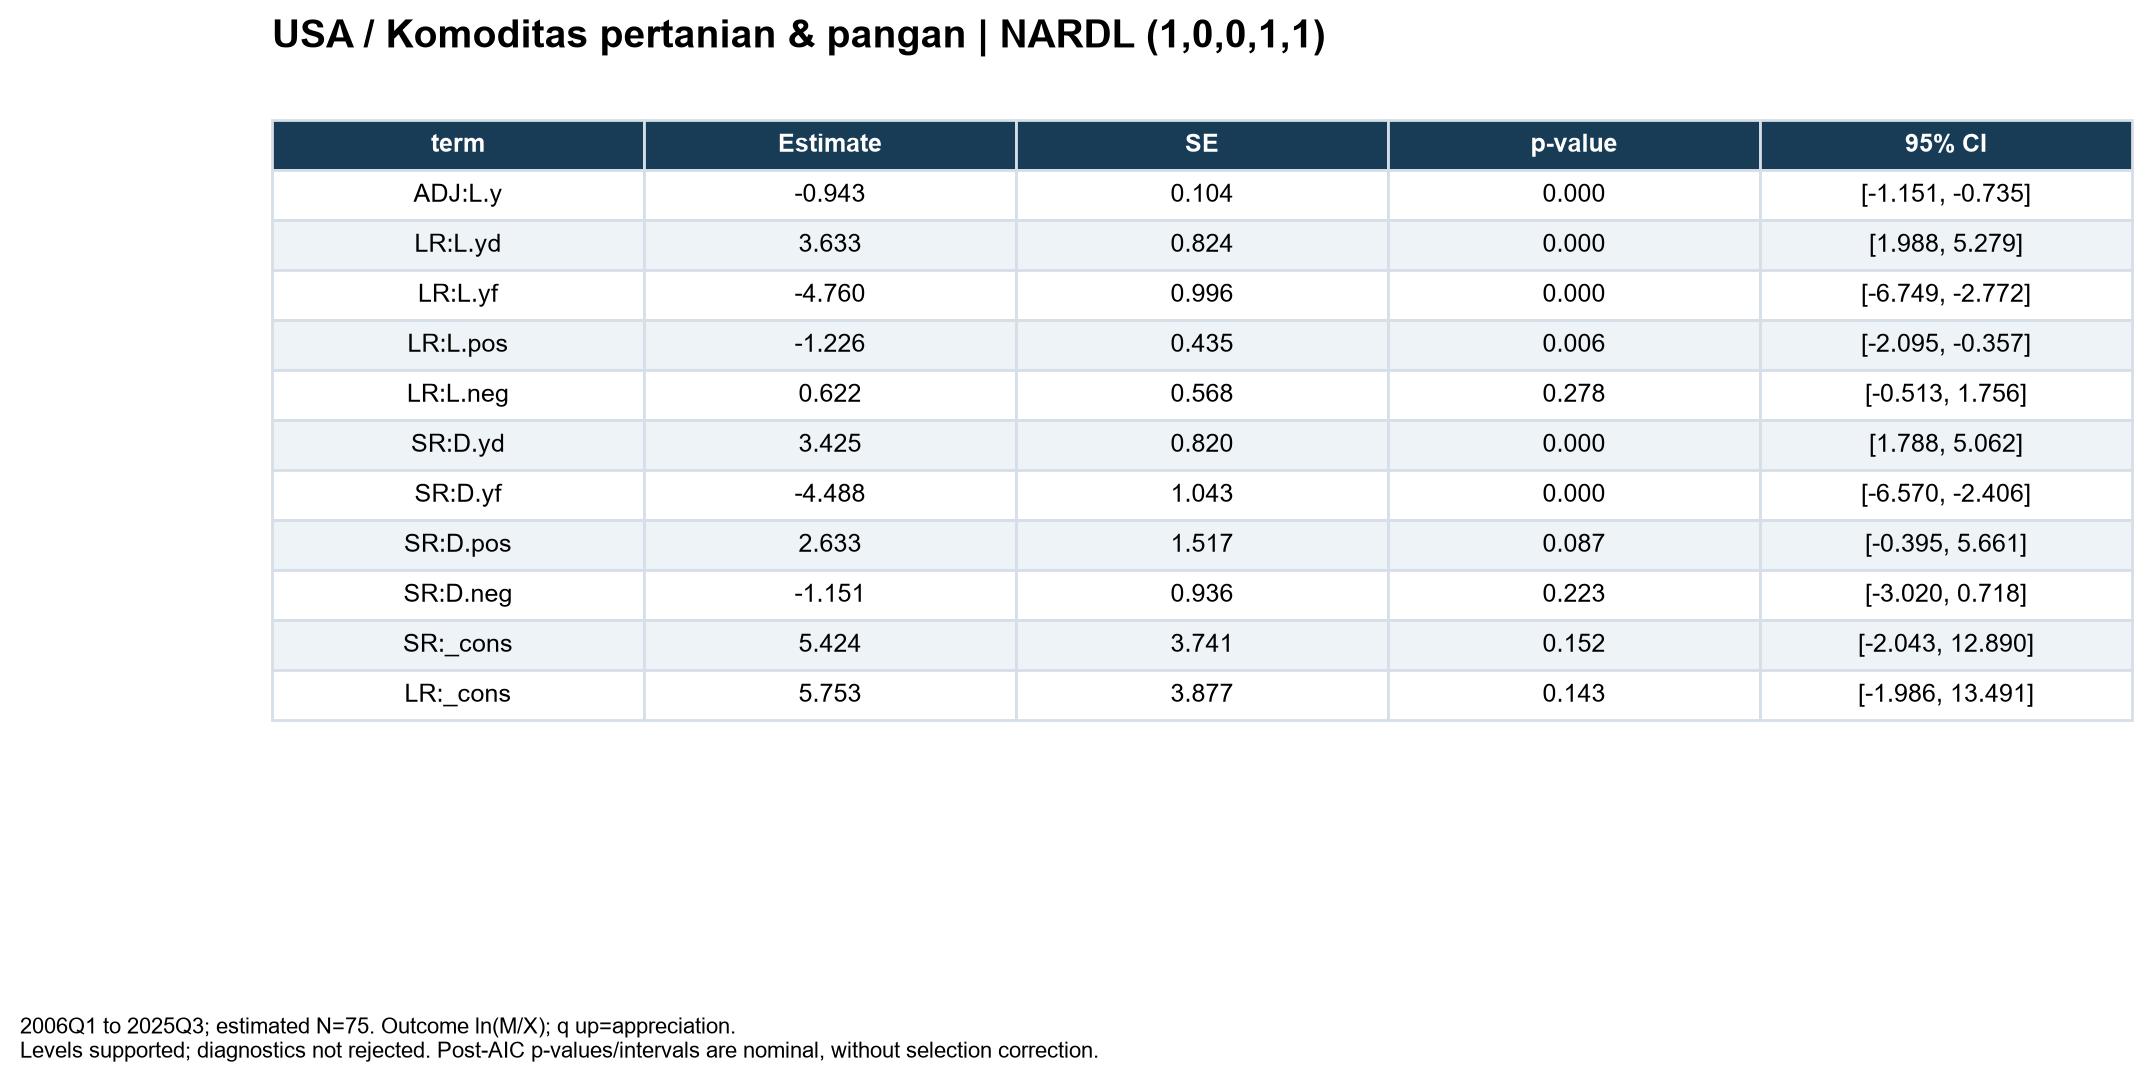 USA / Komoditas pertanian & pangan | NARDL (1,0,0,1,1)
term Estimate SE p-value 95% CI
ADJ:L.y -0.943 0.104 0.000 [-1.151, -0.735]
LR:L.yd 3.633 0.824 0.000 [1.988, 5.279]
LR:L.yf -4.760 0.996 0.000 [-6.749, -2.772]
LR:L.pos -1.226 0.435 0.006 [-2.095, -0.357]
LR:L.neg 0.622 0.568 0.278 [-0.513, 1.756]
SR:D.yd 3.425 0.820 0.000 [1.788, 5.062]
SR:D.yf -4.488 1.043 0.000 [-6.570, -2.406]
SR:D.pos 2.633 1.517 0.087 [-0.395, 5.661]
SR:D.neg -1.151 0.936 0.223 [-3.020, 0.718]
SR:_cons 5.424 3.741 0.152 [-2.043, 12.890]
LR:_cons 5.753 3.877 0.143 [-1.986, 13.491]
2006Q1 to 2025Q3; estimated N=75. Outcome ln(M/X); q up=appreciation.
Levels supported; diagnostics not rejected. Post-AIC p-values/intervals are nominal, without selection correction.